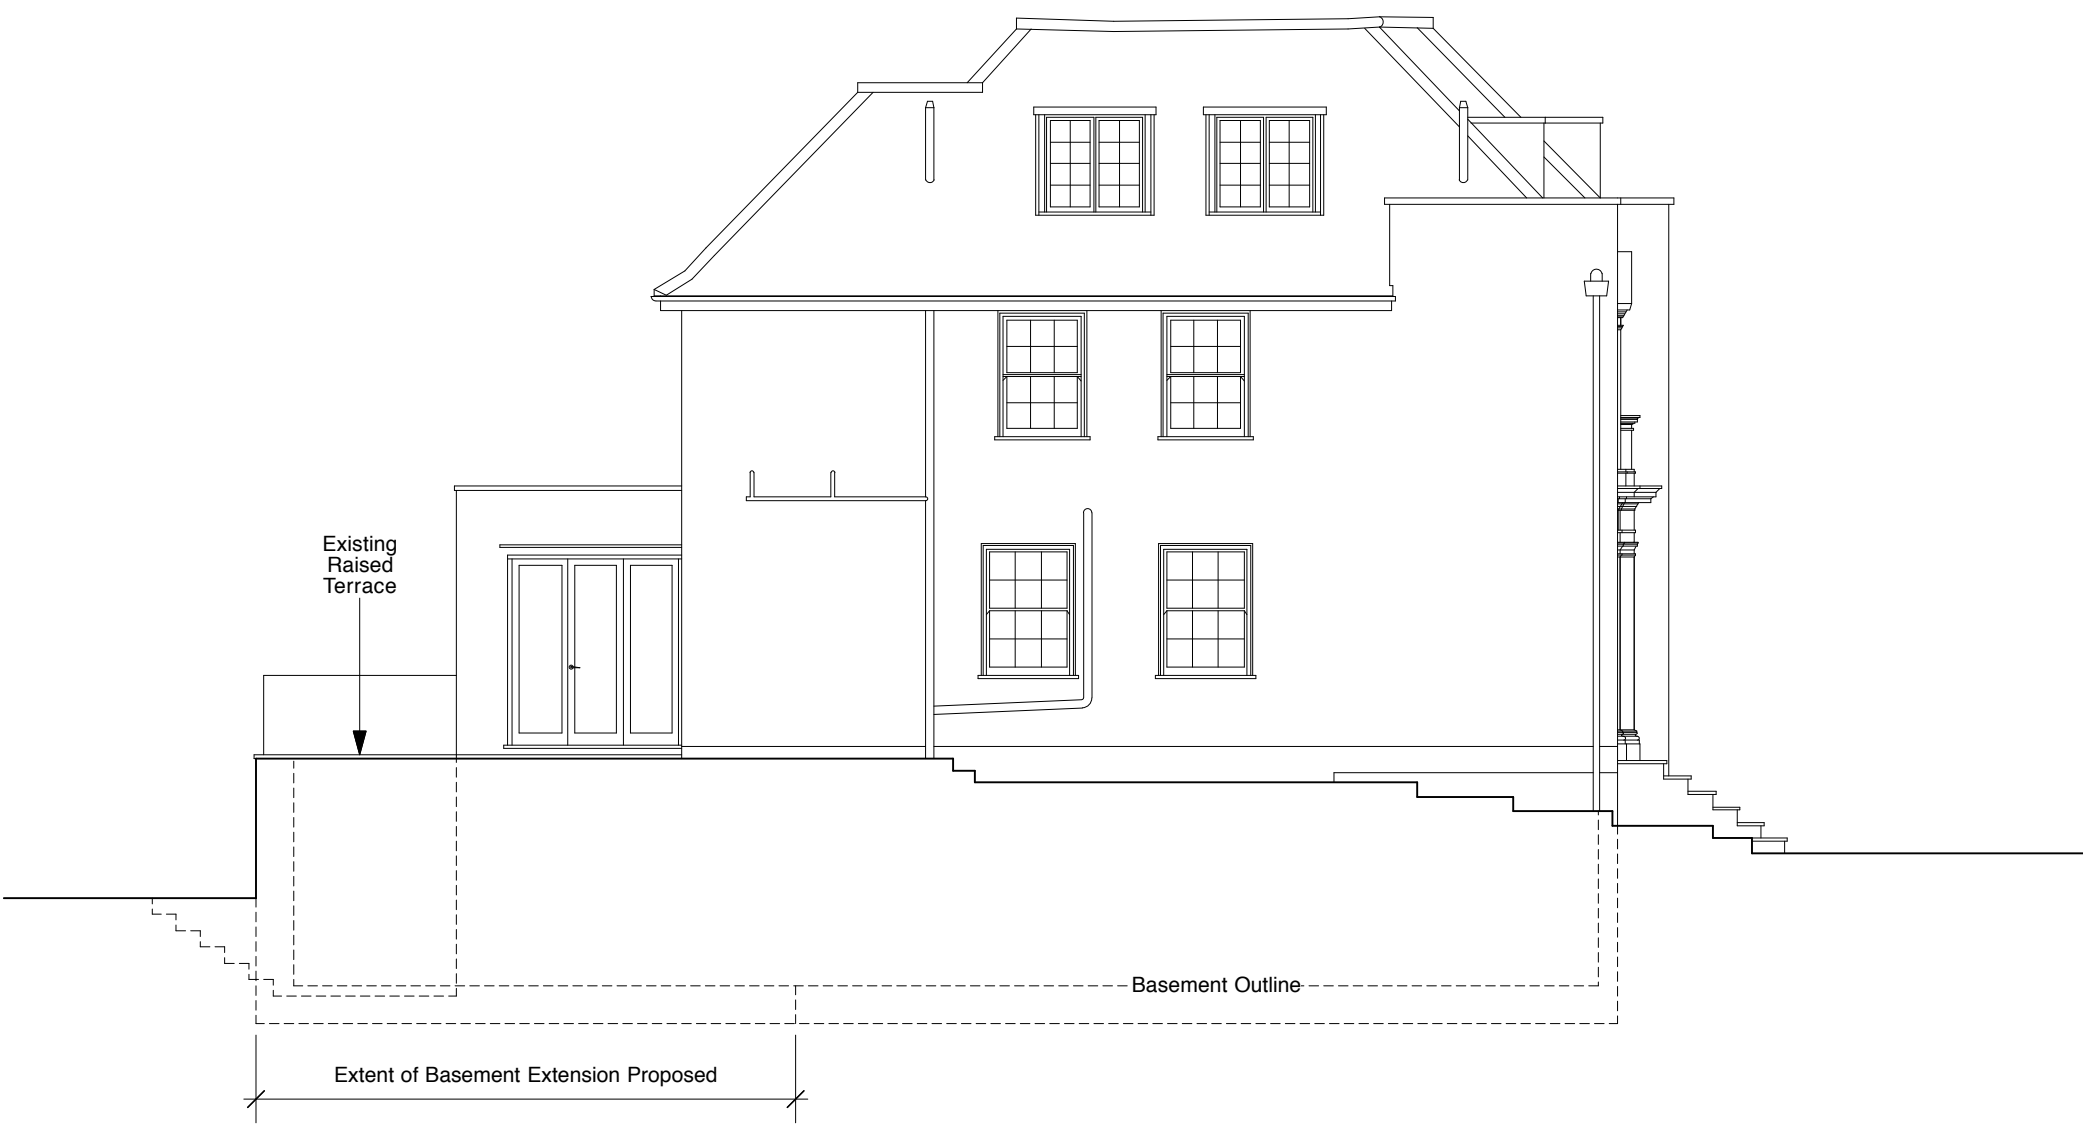 Existing
Raised
Terrace
Basement Outline
Extent of Basement Extension Proposed